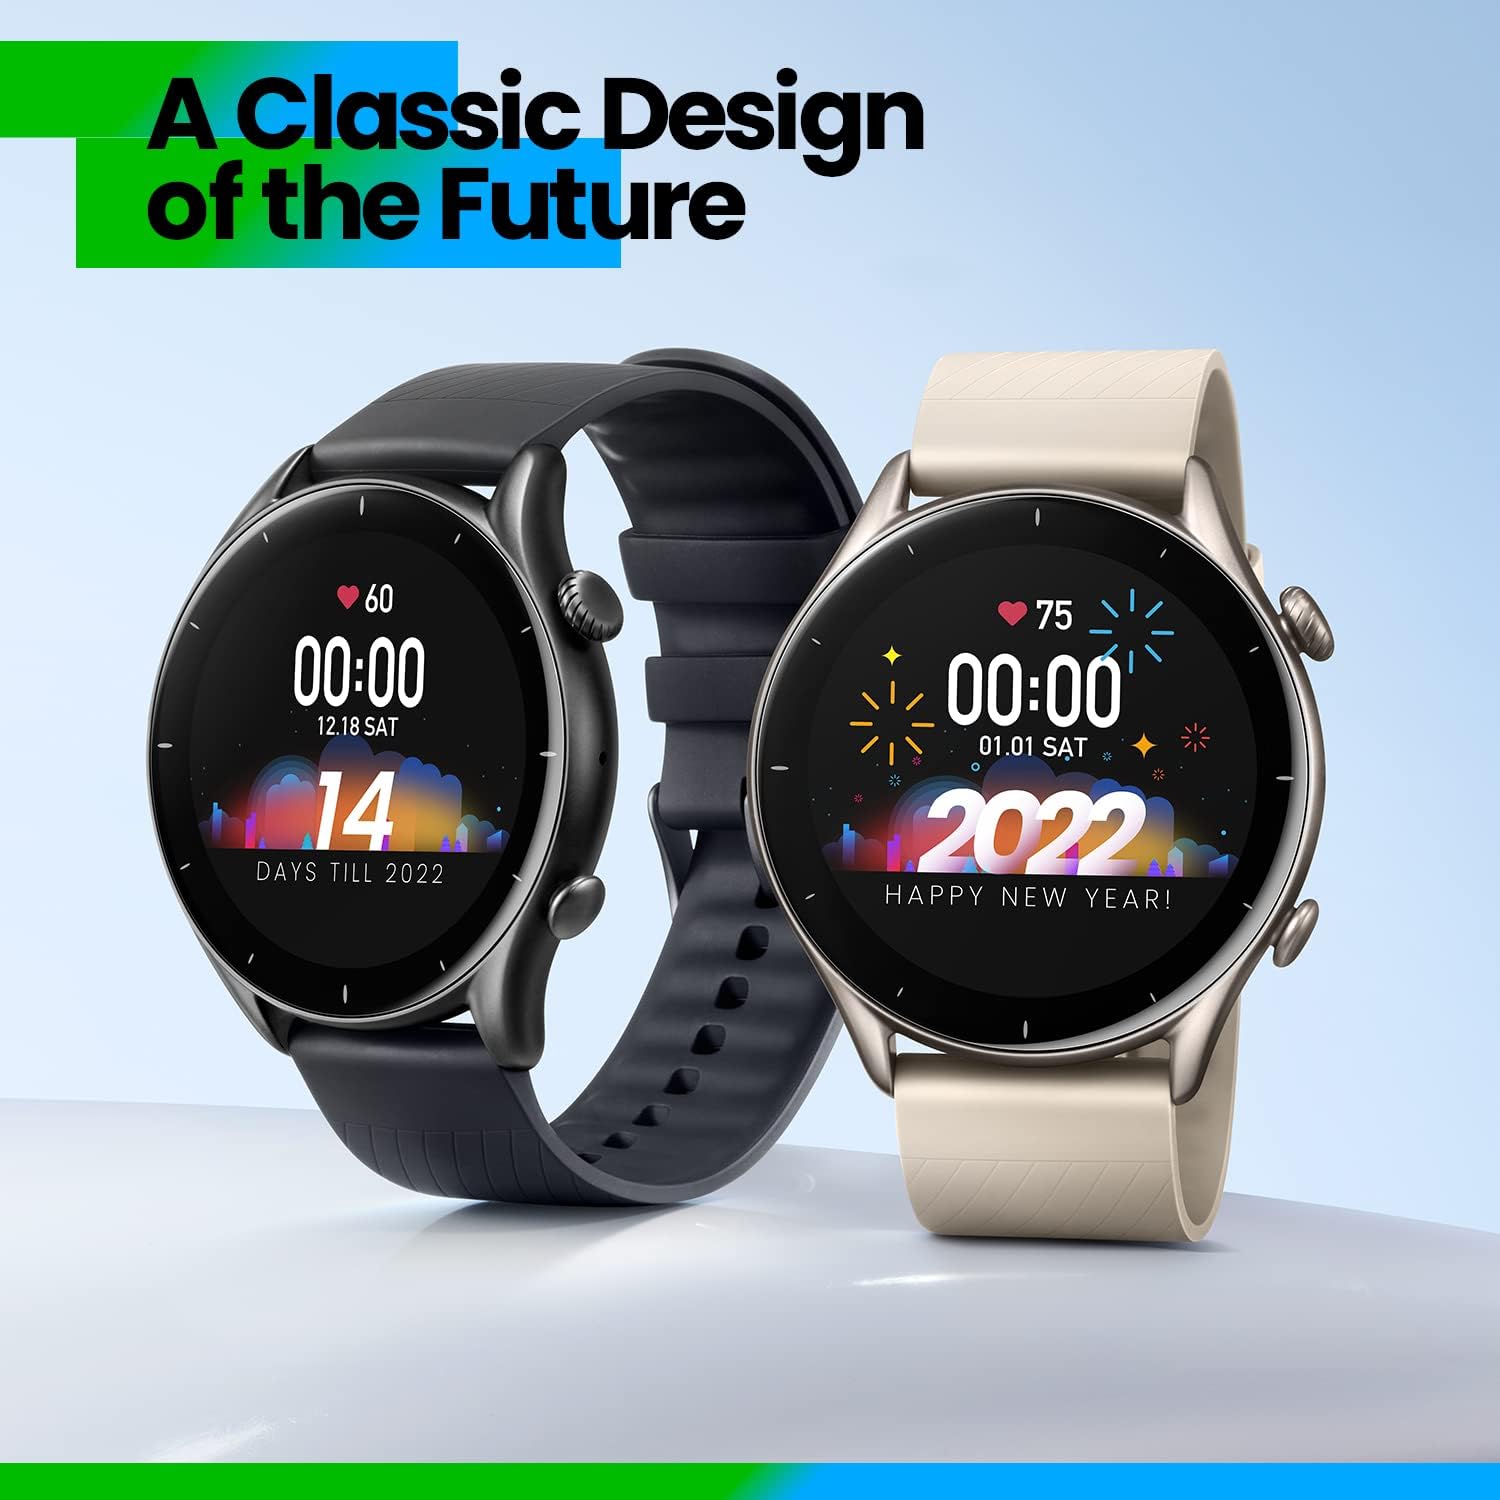 A Classic Design
of the Future
60
00:00
12.18 SAT
14
DAYS TILL 2022
75
00:00
01.01 SAT
2022
HAPPY NEW YEAR!